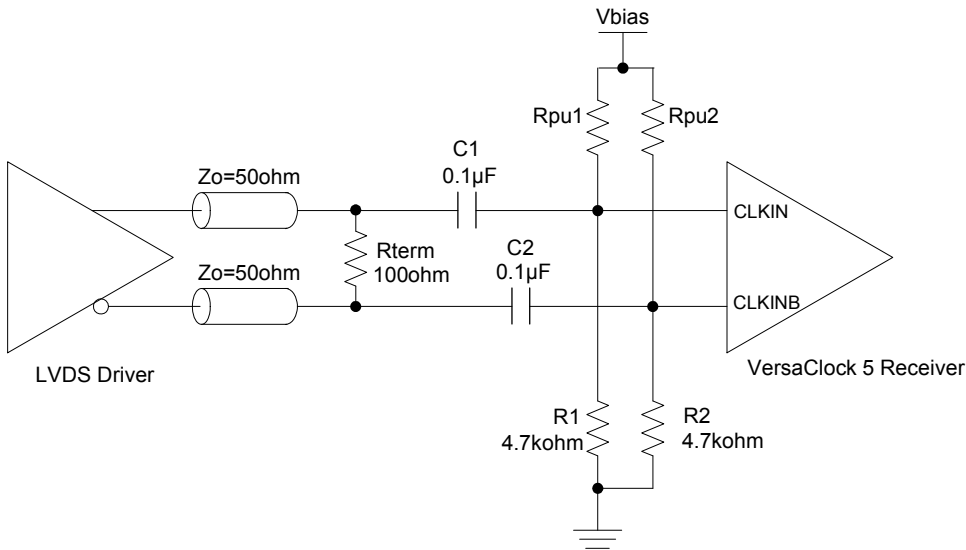 Vbias
Rpu1
Rpu2
C1
0.1µF
Zo=50ohm
CLKIN
Rterm
100ohm
C2
0.1µF
Zo=50ohm
CLKINB
LVDS Driver
VersaClock 5 Receiver
R1
4.7kohm
R2
4.7kohm